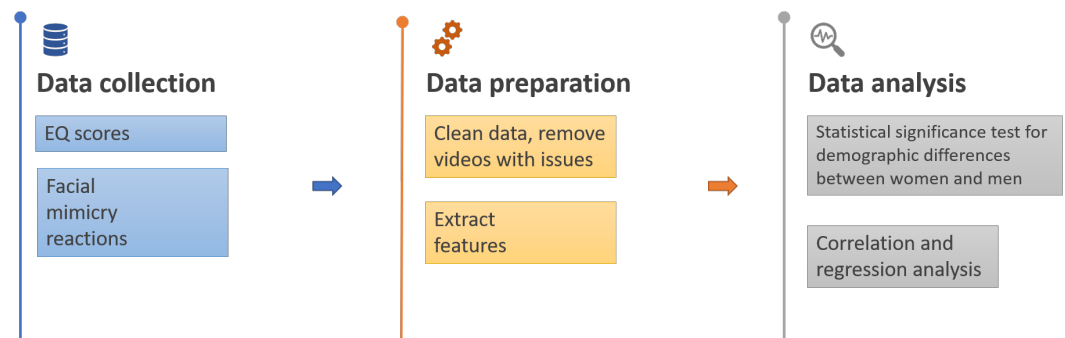 Data collection
EQ scores
Facial
mimicry
reactions
Data preparation
Clean data, remove
videos with issues
Extract
features
Data analysis
Statistical significance test for
demographic differences
between women and men
Correlation and
regression analysis